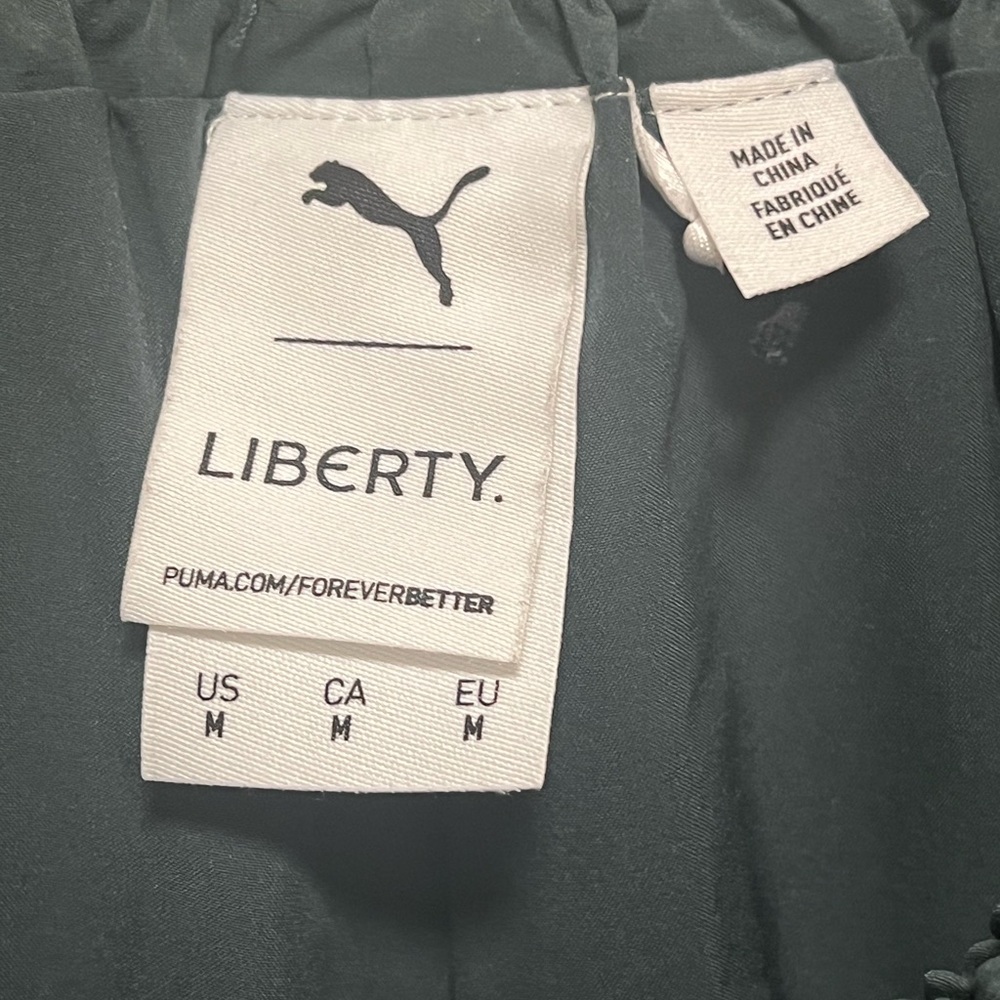 LIBERTY.
PUMA.COM/FOREVERBETTER
US CA EU
M M M
MADE IN
CHINA
FABRIQUÉ
EN CHINE